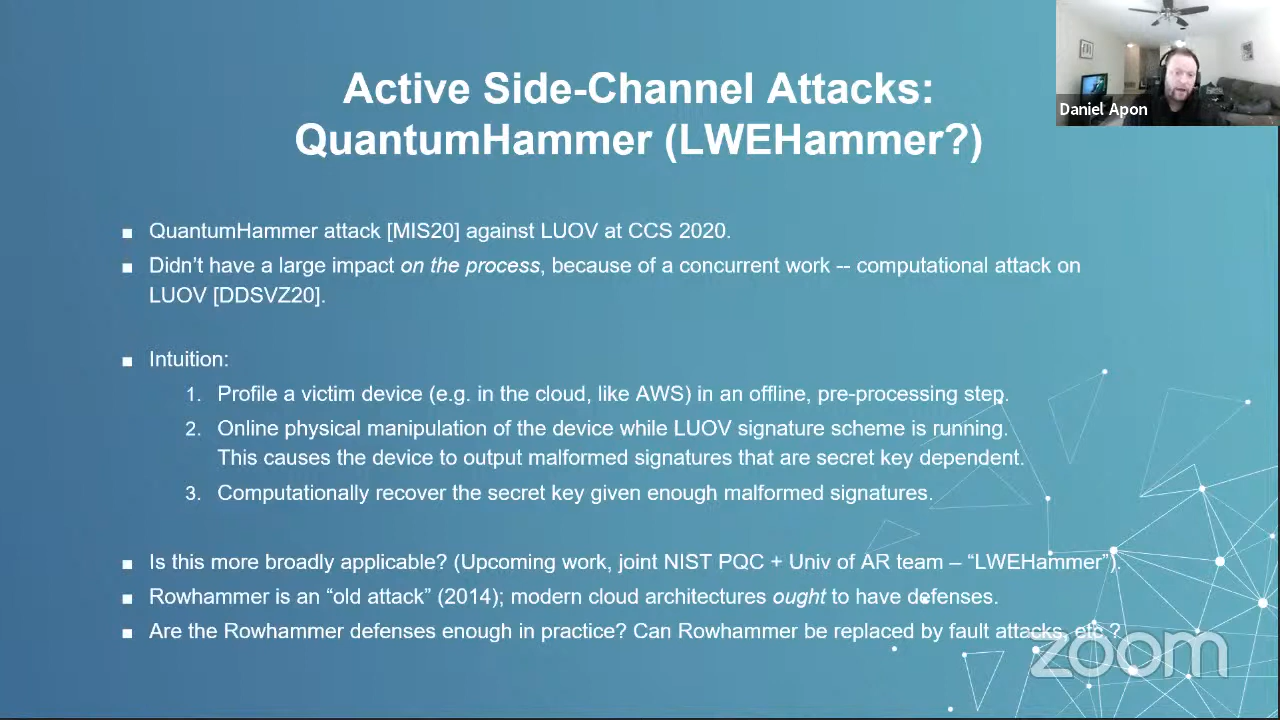 Active Side-Channel Attacks:
QuantumHammer (LWEHammer?)
Daniel Apon
■ QuantumHammer attack [MIS20] against LUOV at CCS 2020.
■ Didn't have a large impact on the process, because of a concurrent work -- computational attack on
LUOV [DDSVZ20].
■ Intuition:
1. Profile a victim device (e.g. in the cloud, like AWS) in an offline, pre-processing step.
2. Online physical manipulation of the device while LUOV signature scheme is running.
This causes the device to output malformed signatures that are secret key dependent.
3. Computationally recover the secret key given enough malformed signatures.
■ Is this more broadly applicable? (Upcoming work, joint NIST PQC + Univ of AR team – “LWEHammer”).
■ Rowhammer is an “old attack” (2014); modern cloud architectures ought to have defenses.
■ Are the Rowhammer defenses enough in practice? Can Rowhammer be replaced by fault attacks, etc.?
zoom